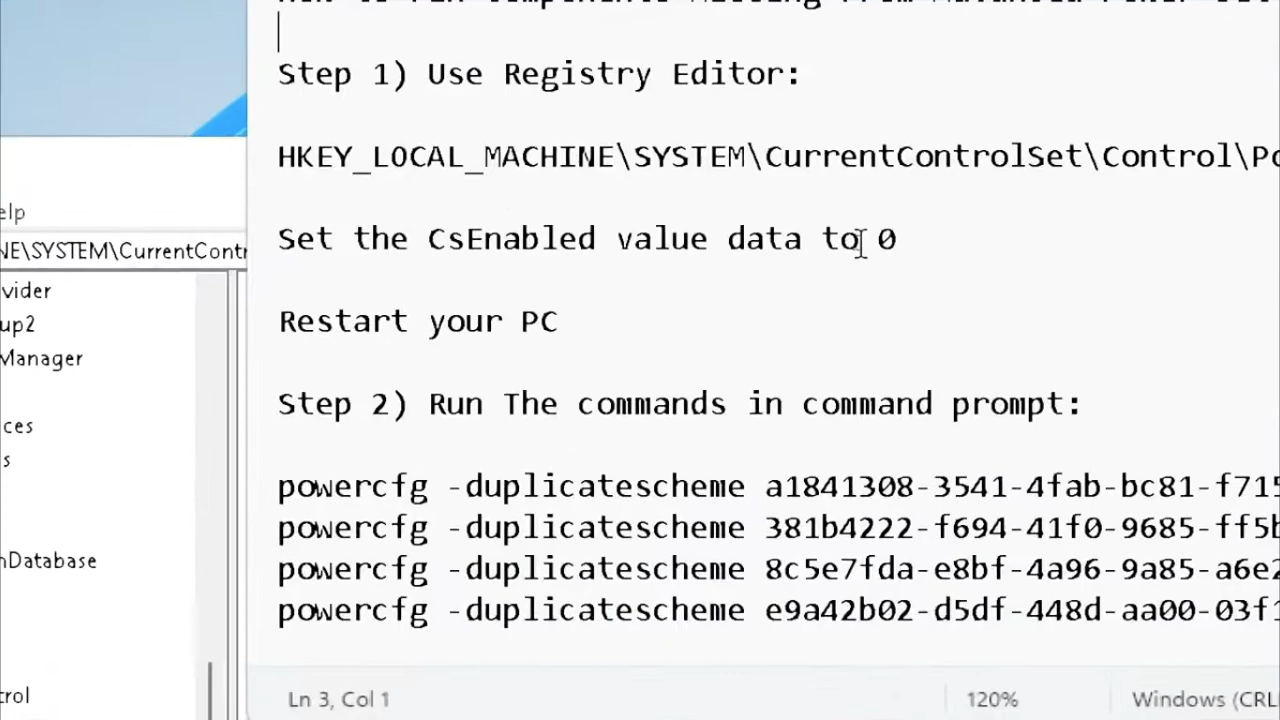 Step 1) Use Registry Editor:
HKEY_LOCAL_MACHINE\SYSTEM\CurrentControlSet\Control\Po
elp
Set the CsEnabled value data to 0
NE\SYSTEM\CurrentContr
vider
up2
Restart your PC
Manager
Step 2) Run The commands in command prompt:
ces
s
powercfg -duplicatescheme a1841308-3541-4fab-bc81-f715
powercfg -duplicatescheme 381b4222-f694-41f0-9685-ff5b
nDatabase
powercfg -duplicatescheme 8c5e7fda-e8bf-4a96-9a85-a6e2
powercfg -duplicatescheme e9a42b02-d5df-448d-aa00-03f1
trol
Ln 3, Col 1
120%
Windows (CRL